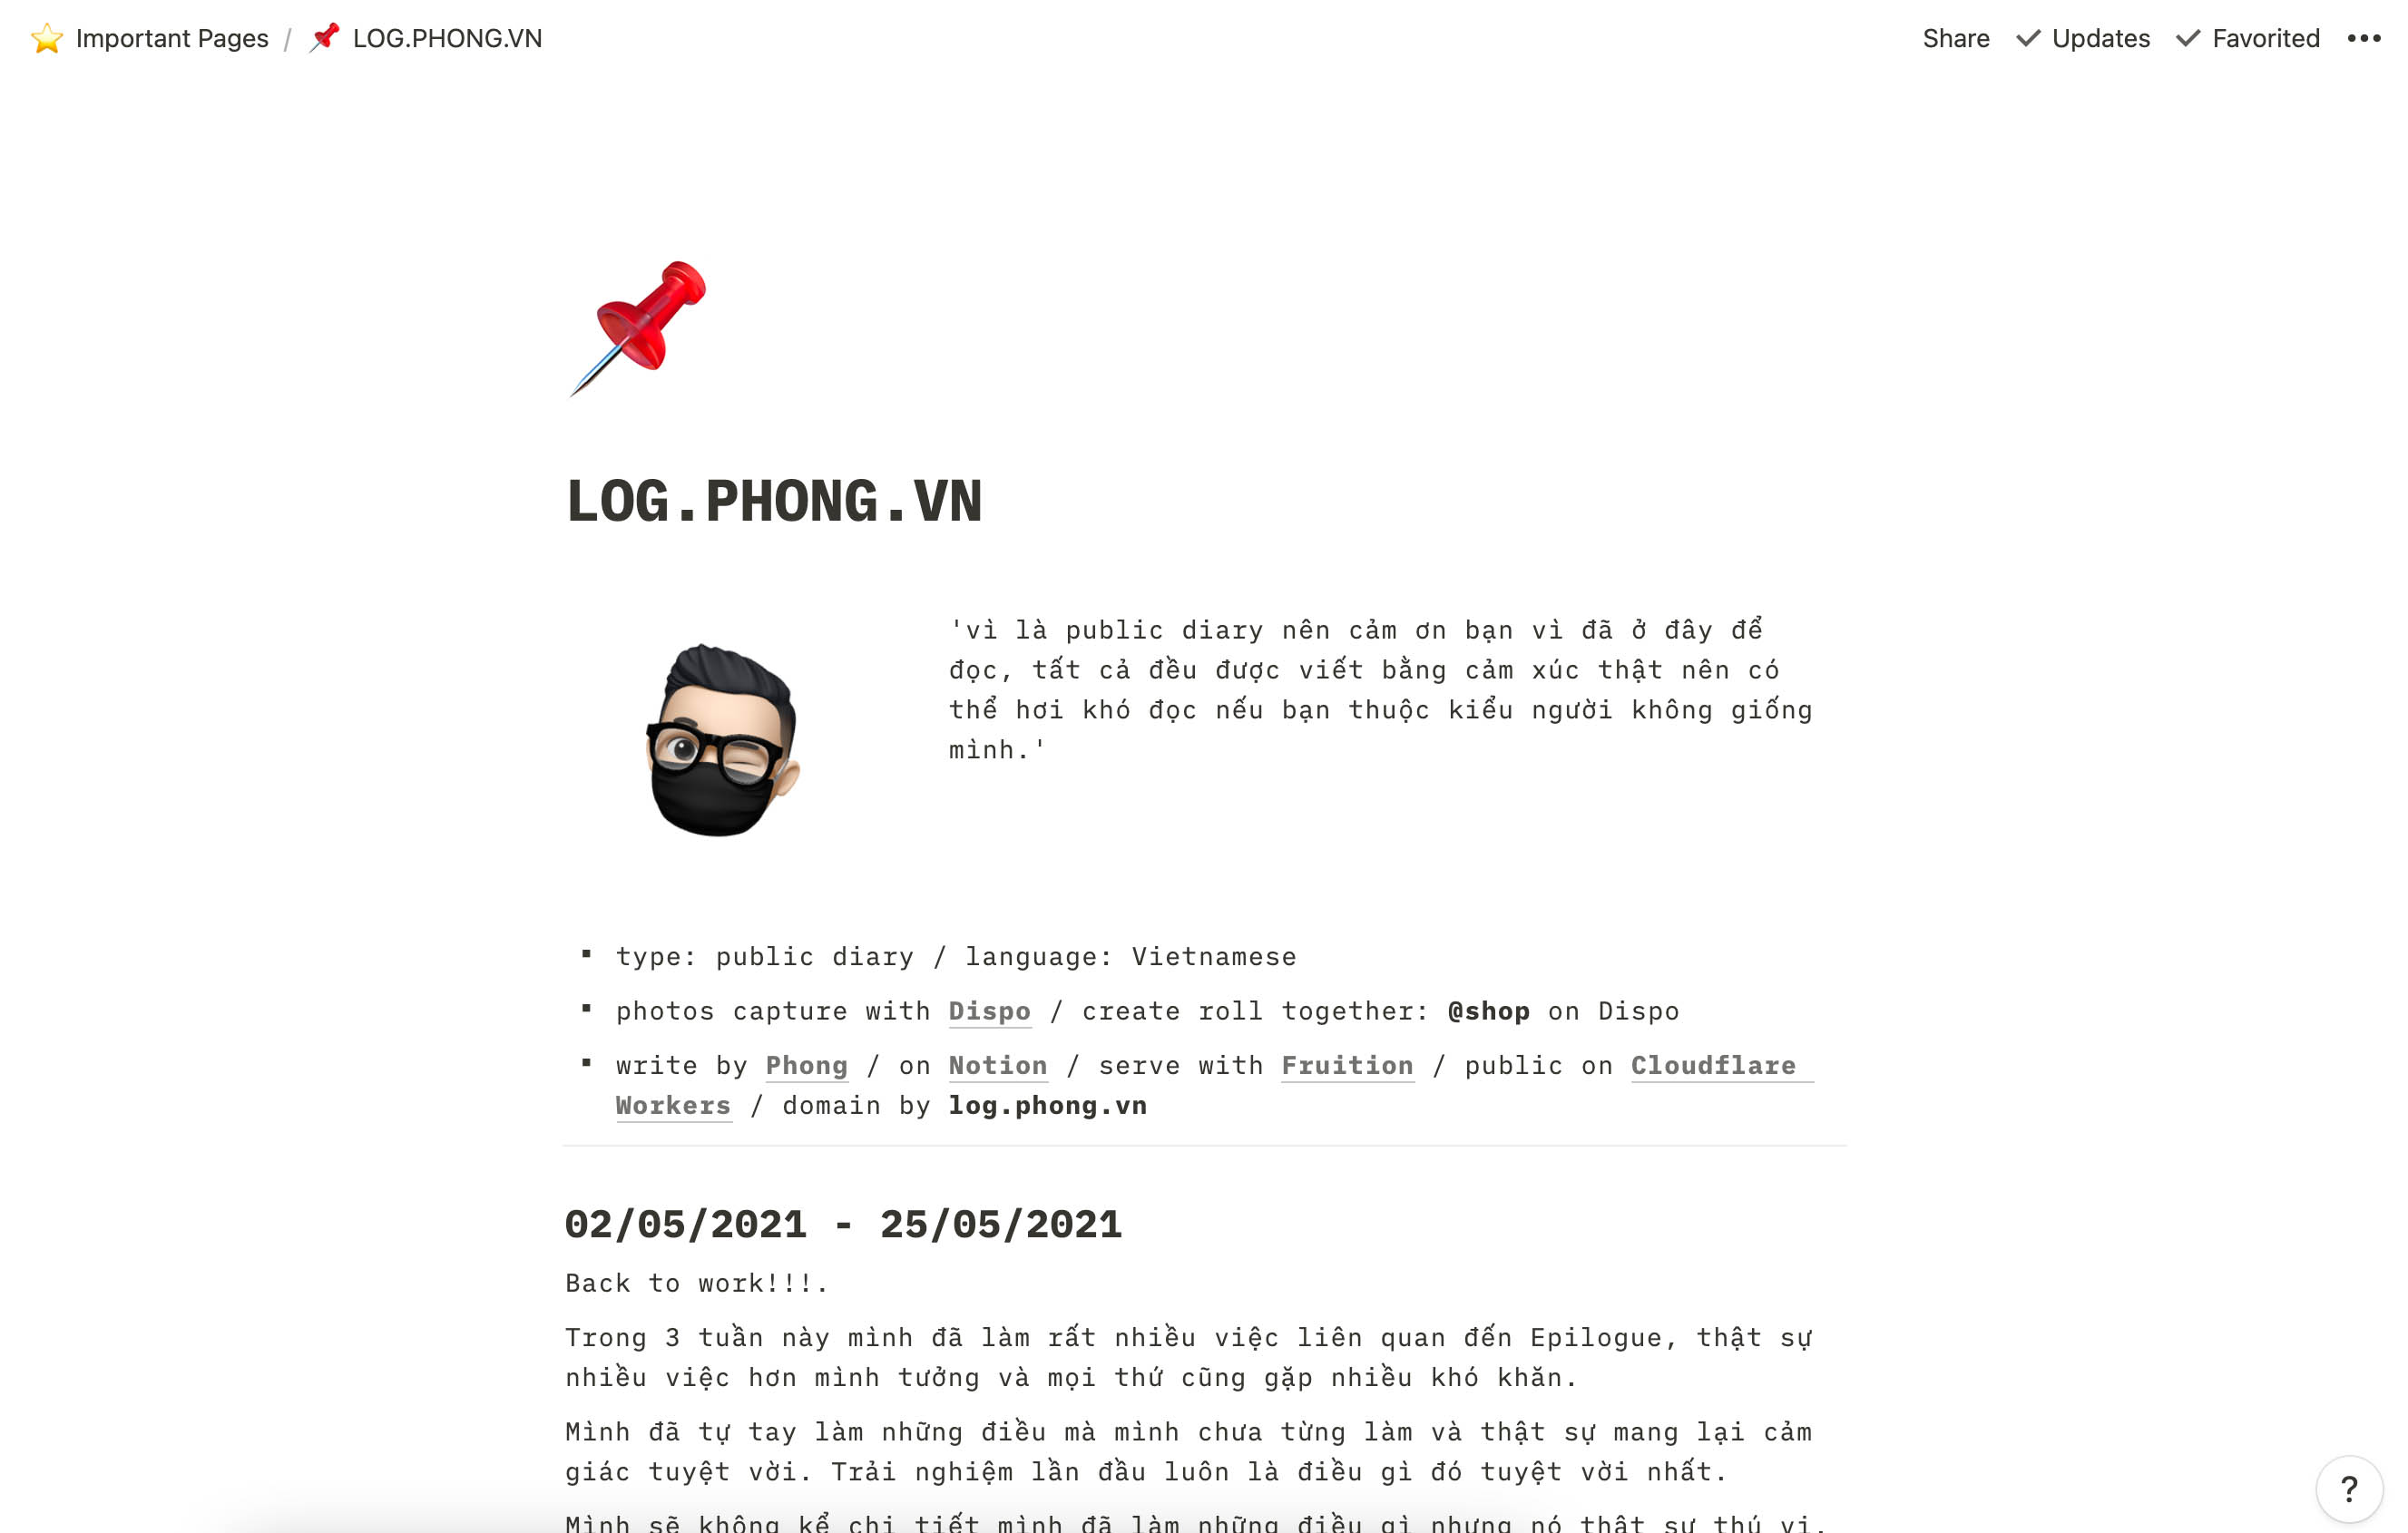 Important Pages / LOG.PHONG.VN
Share Updates Favorited
LOG.PHONG.VN
'vì là public diary nên cảm ơn bạn vì đã ở đây để
đọc, tất cả đều được viết bằng cảm xúc thật nên có
thể hơi khó đọc nếu bạn thuộc kiểu người không giống
mình.'
type: public diary / language: Vietnamese
photos capture with Dispo / create roll together: @shop on Dispo
write by Phong / on Notion / serve with Fruition / public on Cloudflare
Workers / domain by log.phong.vn
02/05/2021 - 25/05/2021
Back to work!!!.
Trong 3 tuần này mình đã làm rất nhiều việc liên quan đến Epilogue, thật sự
nhiều việc hơn mình tưởng và mọi thứ cũng gặp nhiều khó khăn.
Mình đã tự tay làm những điều mà mình chưa từng làm và thật sự mang lại cảm
giác tuyệt vời. Trải nghiệm lần đầu luôn là điều gì đó tuyệt vời nhất.
Mình sẽ không kể chi tiết mình đã làm những điều gì nhưng nó thật sự thú vị.
?